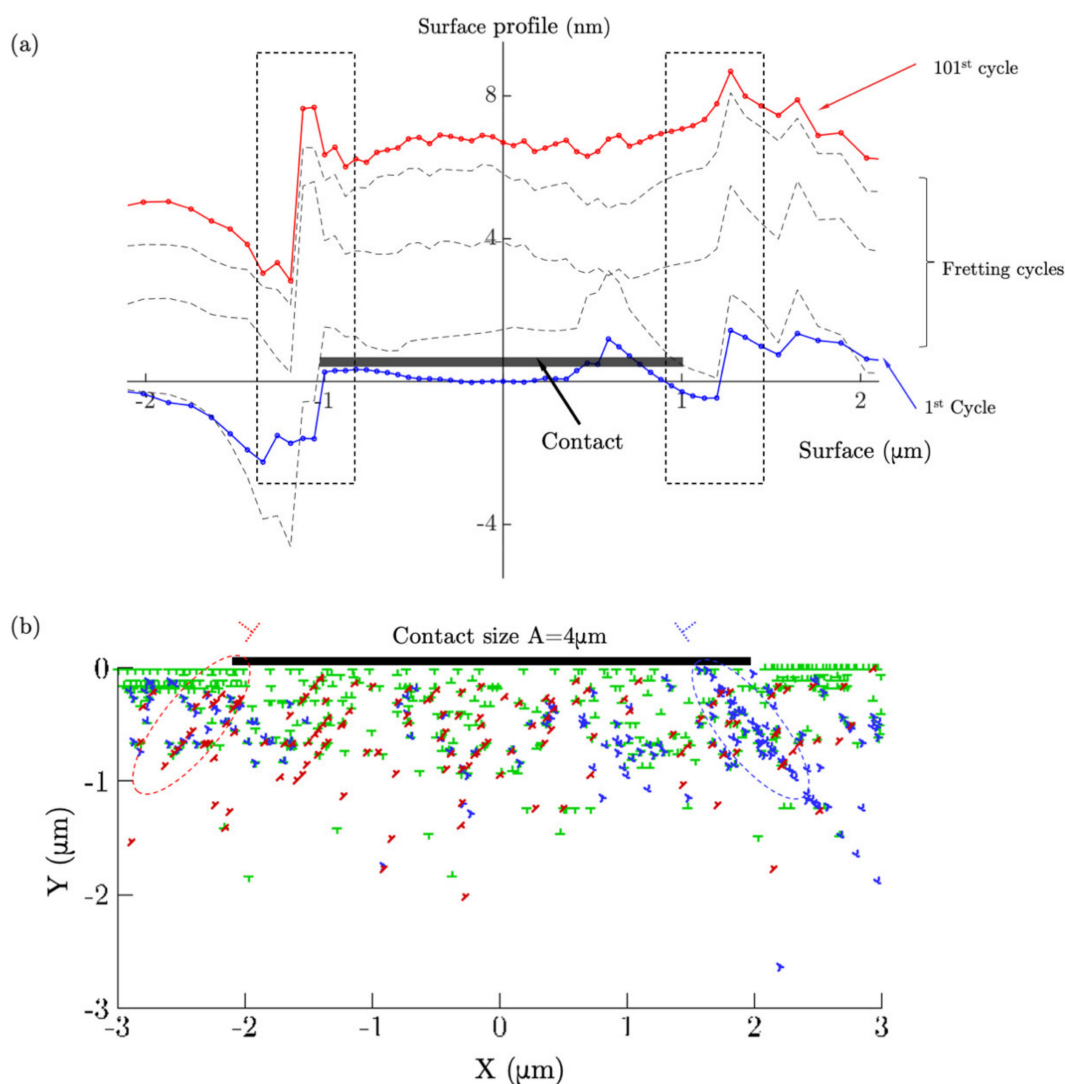 (a)
Surface profile (nm)
101st cycle
8
4
Fretting cycles
-2
-1
1
2
1st Cycle
Contact
Surface (μm)
-4
(b)
Contact size A=4μm
0
-1
-2
-3
Y (μm)
-3
-2
-1
0
1
2
3
X (μm)